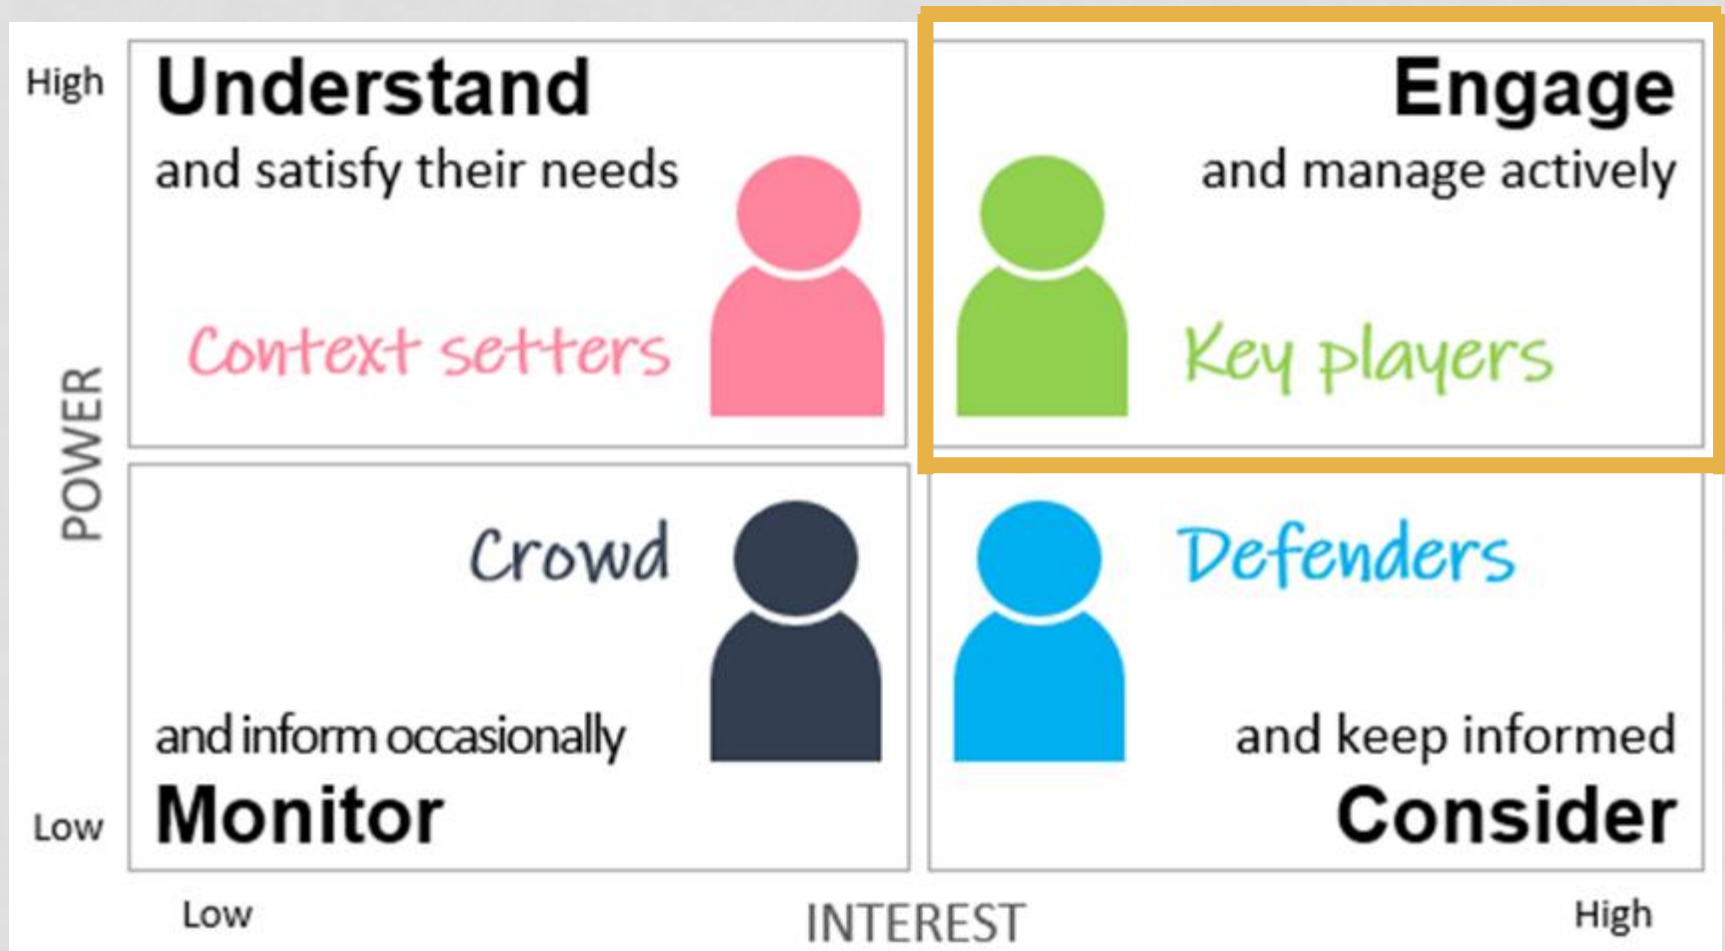 High
Understand
and satisfy their needs
Context setters
Engage
and manage actively
Key players
POWER
Crowd
and inform occasionally
Monitor
Defenders
and keep informed
Consider
Low
Low
INTEREST
High